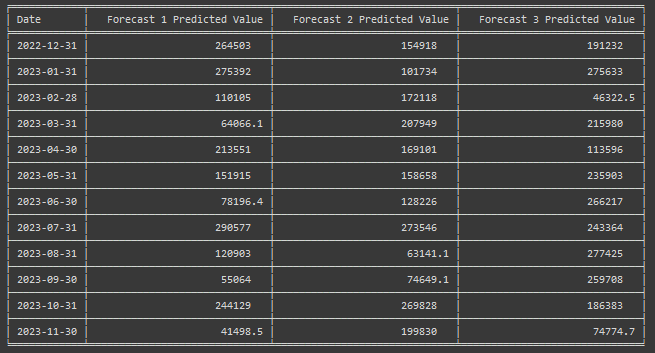 Date Forecast 1 Predicted Value Forecast 2 Predicted Value Forecast 3 Predicted Value
2022-12-31 264503 154918 191232
2023-01-31 275392 101734 275633
2023-02-28 110105 172118 46322.5
2023-03-31 64066.1 207949 215980
2023-04-30 213551 169101 113596
2023-05-31 151915 158658 235903
2023-06-30 78196.4 128226 266217
2023-07-31 290577 273546 243364
2023-08-31 120903 63141.1 277425
2023-09-30 55064 74649.1 259708
2023-10-31 244129 269828 186383
2023-11-30 41498.5 199830 74774.7